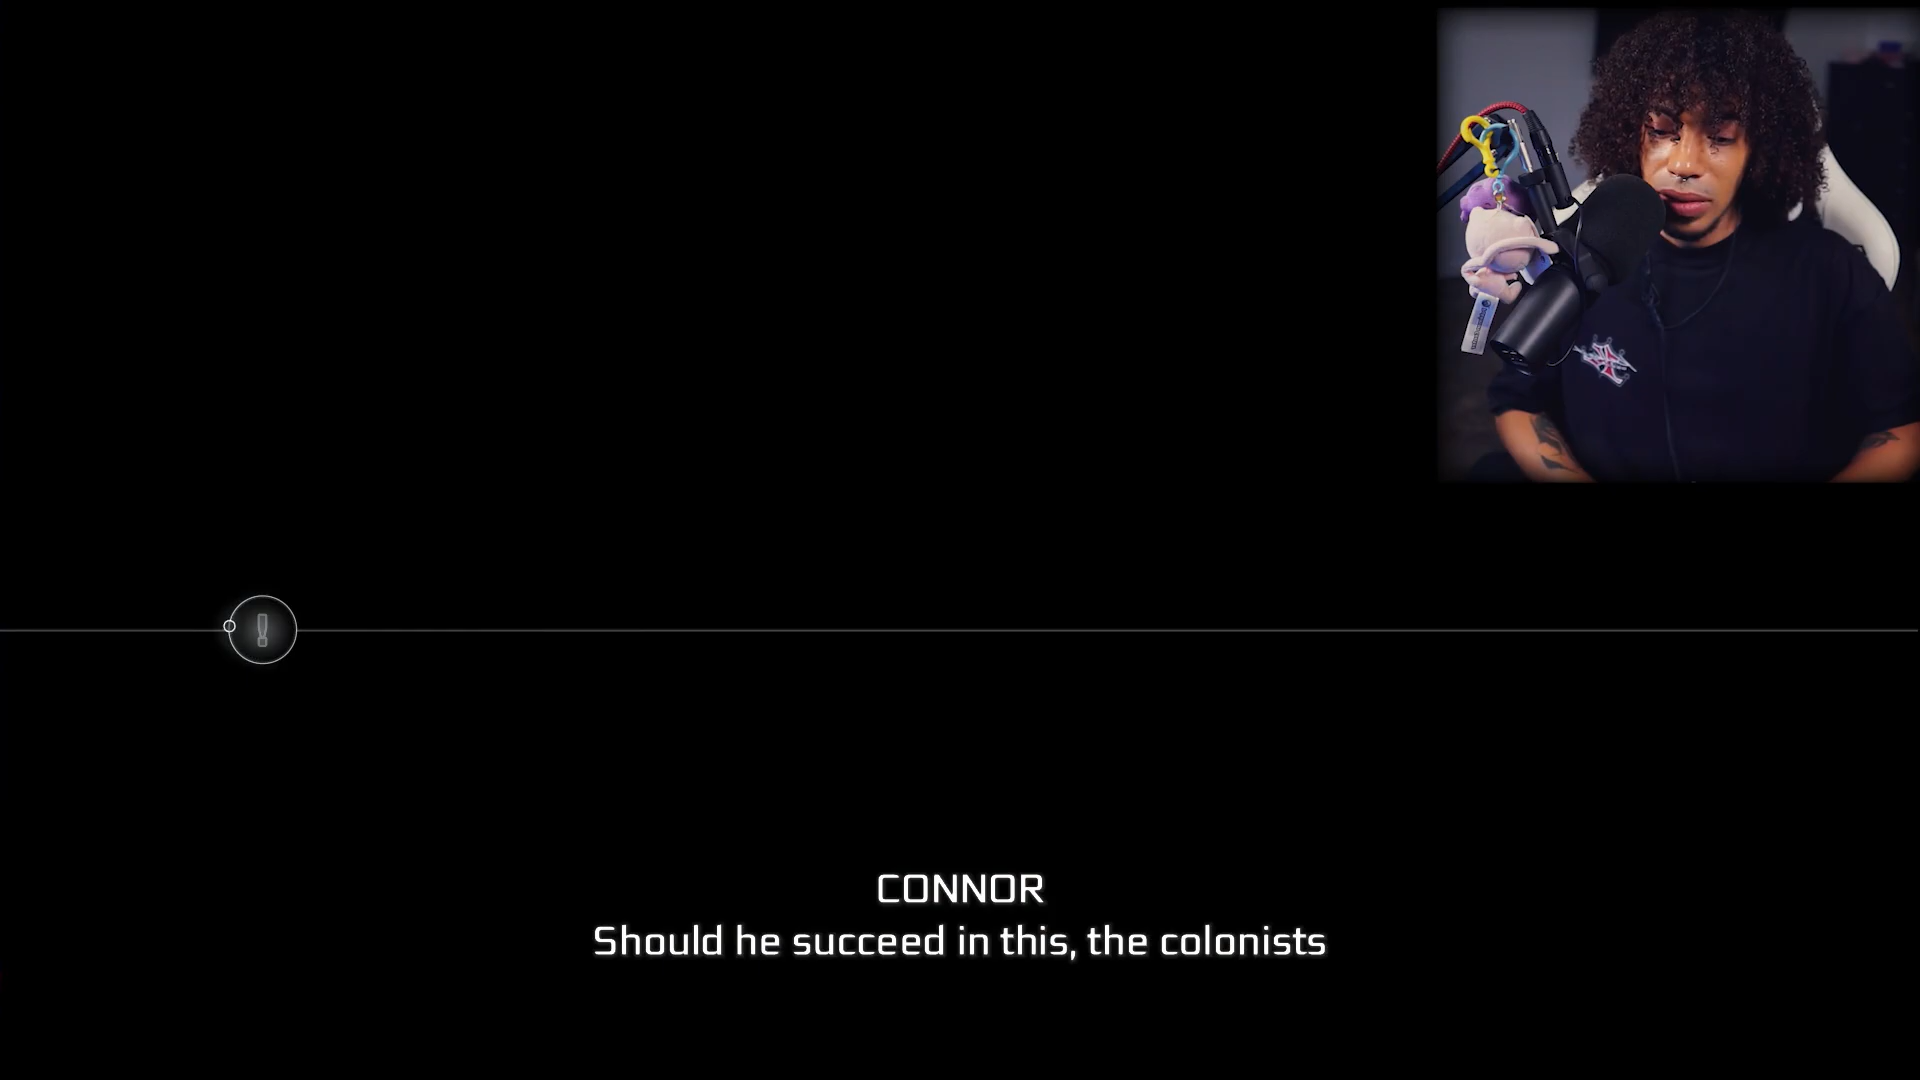 CONNOR
Should he succeed in this, the colonists